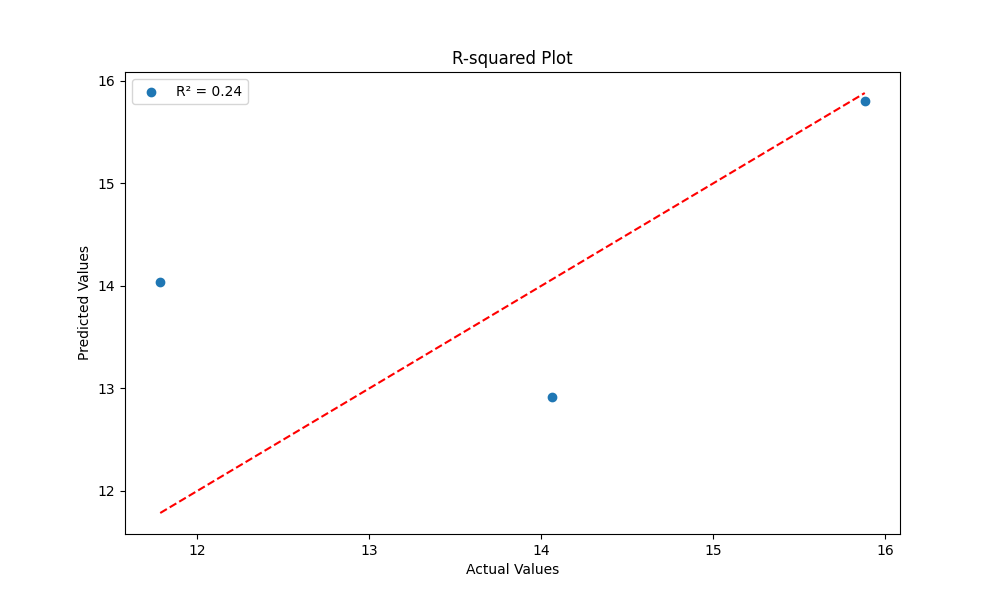 R-squared Plot
R² = 0.24
Predicted Values
16
15
14
13
12
12 13 14 15 16
Actual Values